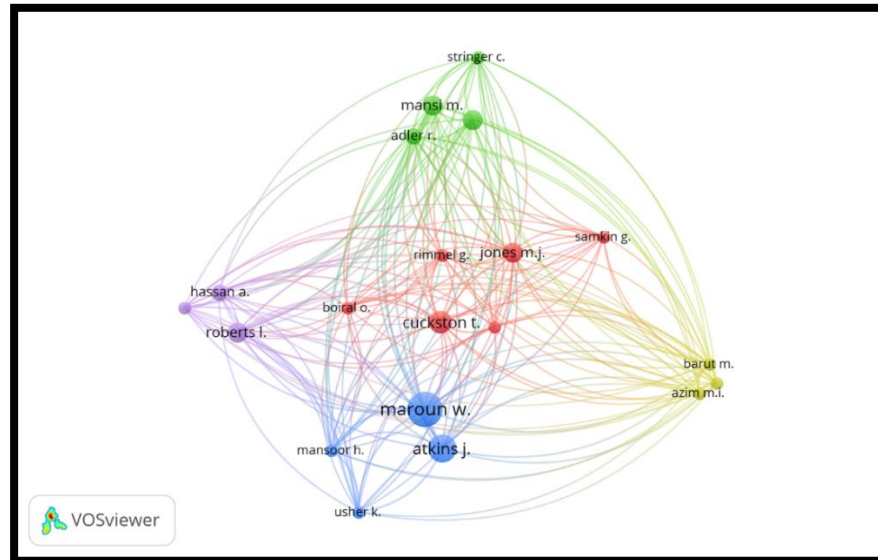 stringer c.
mansi m.
adler r.
samkin g.
rimmel g.
jones m.j.
hassan a.
boiral o.
cuckston t.
roberts l.
barut m.
azim m.i.
maroun w.
atkins j.
mansoor h.
usher k.
VOSviewer